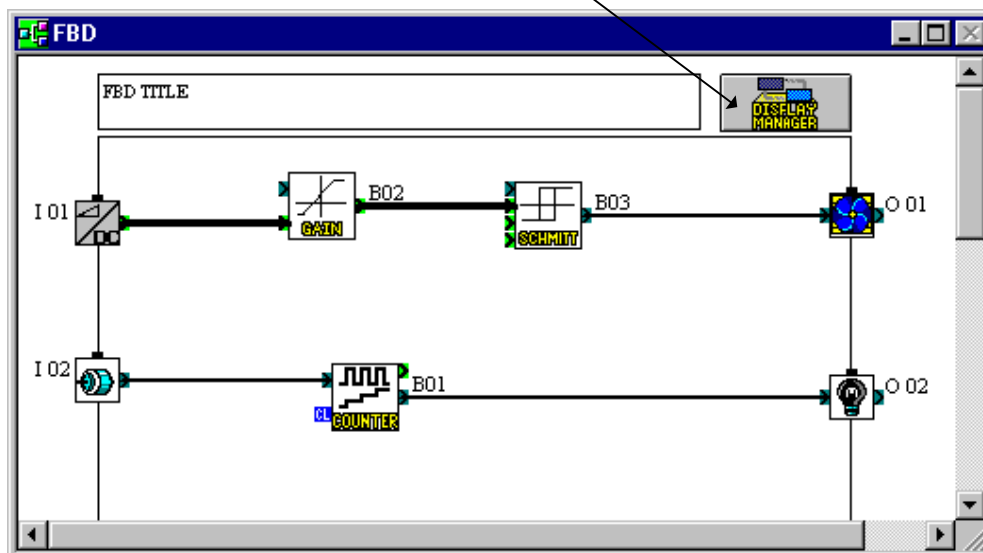 FBD
FBD TITLE
DISPLAY
MANAGER
I 01
DC
GAIN
B02
SCHMITT
B03
O 01
I 02
CL
COUNTER
B01
O 02